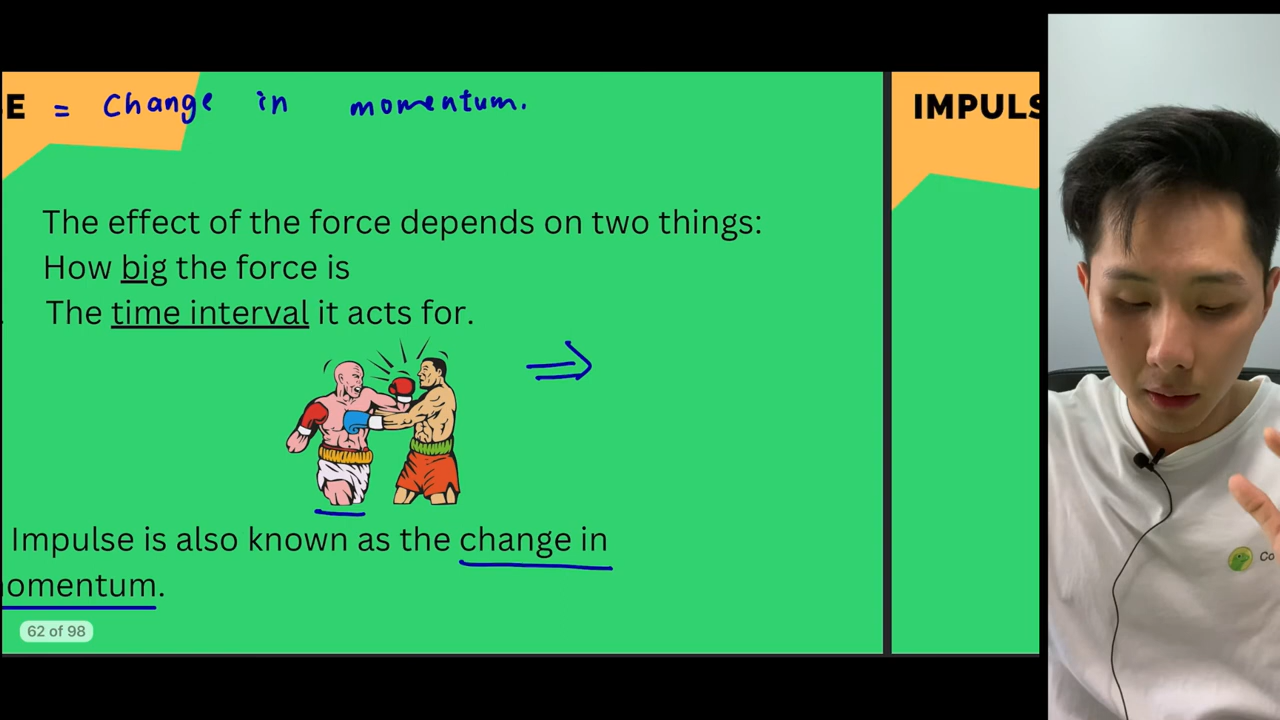 E = Change in momentum.
IMPULS
The effect of the force depends on two things:
How big the force is
. The time interval it acts for.
Impulse is also known as the change in
omentum.
62 of 98
Co